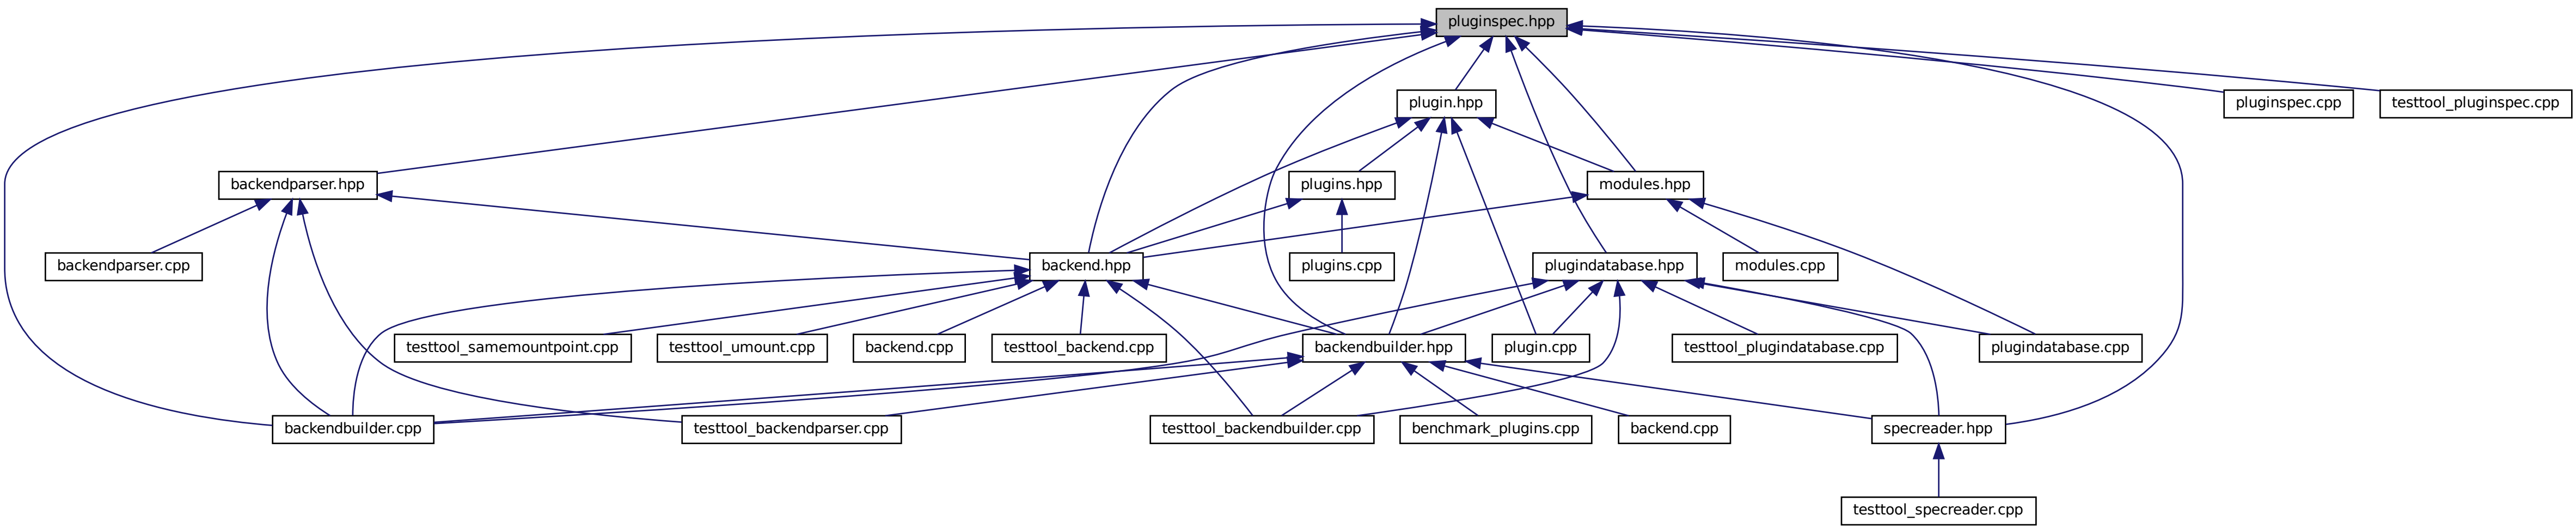 pluginspec.hpp
plugin.hpp
pluginspec.cpp
testtool_pluginspec.cpp
backendparser.hpp
plugins.hpp
modules.hpp
backendparser.cpp
backend.hpp
plugins.cpp
plugindatabase.hpp
modules.cpp
testtool_samemountpoint.cpp
testtool_umount.cpp
backend.cpp
testtool_backend.cpp
backendbuilder.hpp
plugin.cpp
testtool_plugindatabase.cpp
plugindatabase.cpp
backendbuilder.cpp
testtool_backendparser.cpp
testtool_backendbuilder.cpp
benchmark_plugins.cpp
backend.cpp
specreader.hpp
testtool_specreader.cpp